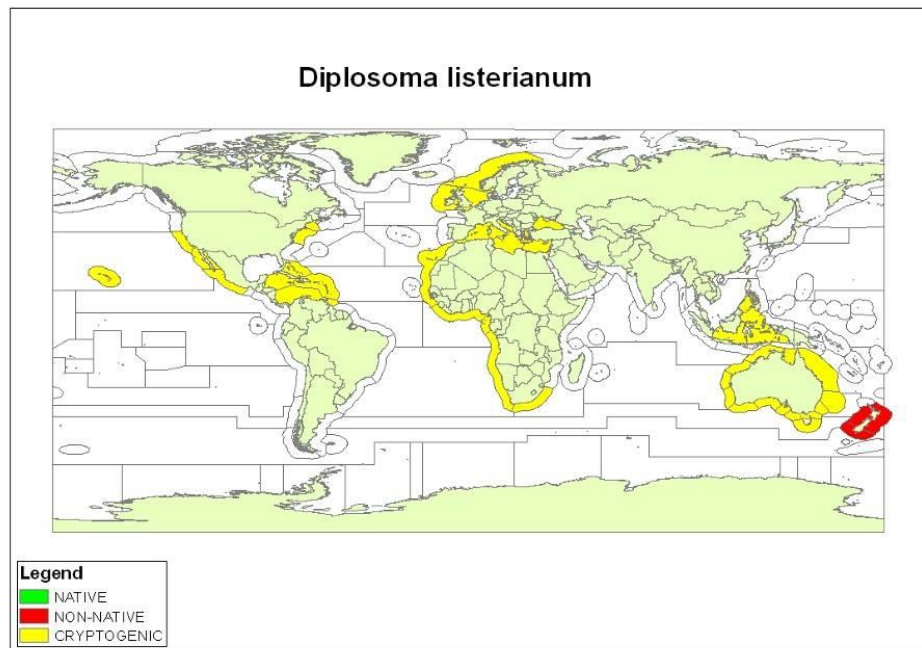 Diplosoma listerianum
Legend
NATIVE
NON-NATIVE
CRYPTOGENIC